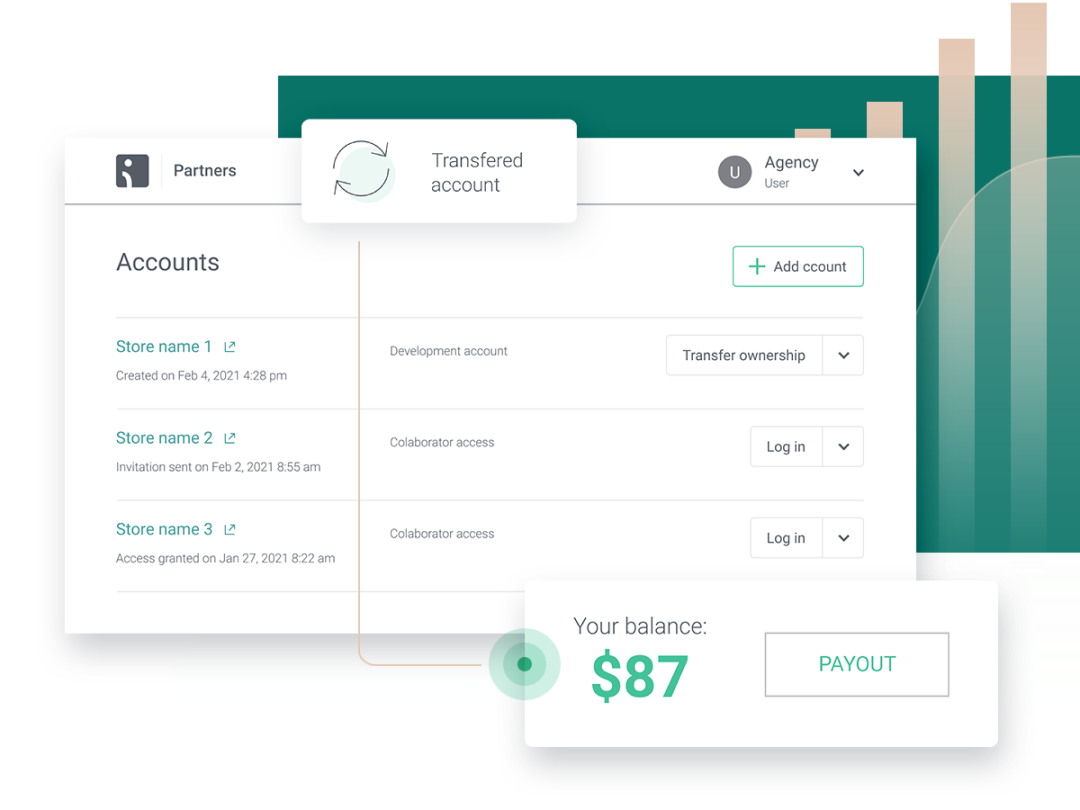 Partners
Transfered
account
U
Agency
User
Accounts
Add ccount
Store name 1
Created on Feb 4, 2021 4:28 pm
Development account
Transfer ownership
Store name 2
Invitation sent on Feb 2, 2021 8:55 am
Colaborator access
Log in
Store name 3
Access granted on Jan 27, 2021 8:22 am
Colaborator access
Log in
Your balance:
$87
PAYOUT